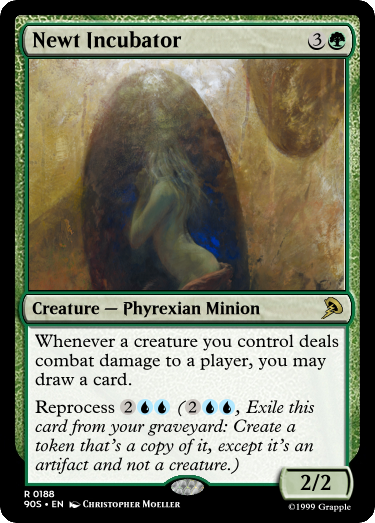 Newt Incubator 3
Creature — Phyrexian Minion
Whenever a creature you control deals
combat damage to a player, you may
draw a card.
Reprocess 2 (2, Exile this
card from your graveyard: Create a
token that's a copy of it, except it's an
artifact and not a creature.)
2/2
R 0188
90S • EN Christopher Moeller
©1999 Grapple